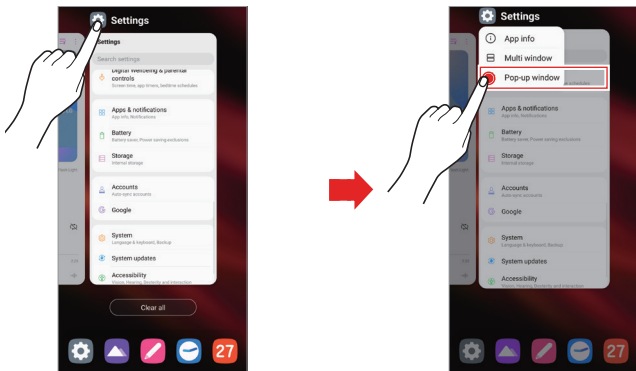 Settings
Settings
Search settings
Digital Wellbeing & parental
controls
Screen time, app timers, bedtime schedules
Apps & notifications
App info, Notifications
Battery
Battery saver, Power saving exclusions
Storage
Internal storage
Accounts
Auto-sync accounts
Google
System
Language & keyboard, Backup
System updates
Accessibility
Vision, Hearing, Dexterity and interaction
Clear all
27
Settings
App info
Multi window
Pop-up window
schedules
Apps & notifications
App info, Notifications
Battery
Battery saver, Power saving exclusions
Storage
Internal storage
Accounts
Auto-sync accounts
Google
System
Language & keyboard, Backup
System updates
Accessibility
Vision, Hearing, Dexterity and interaction
27